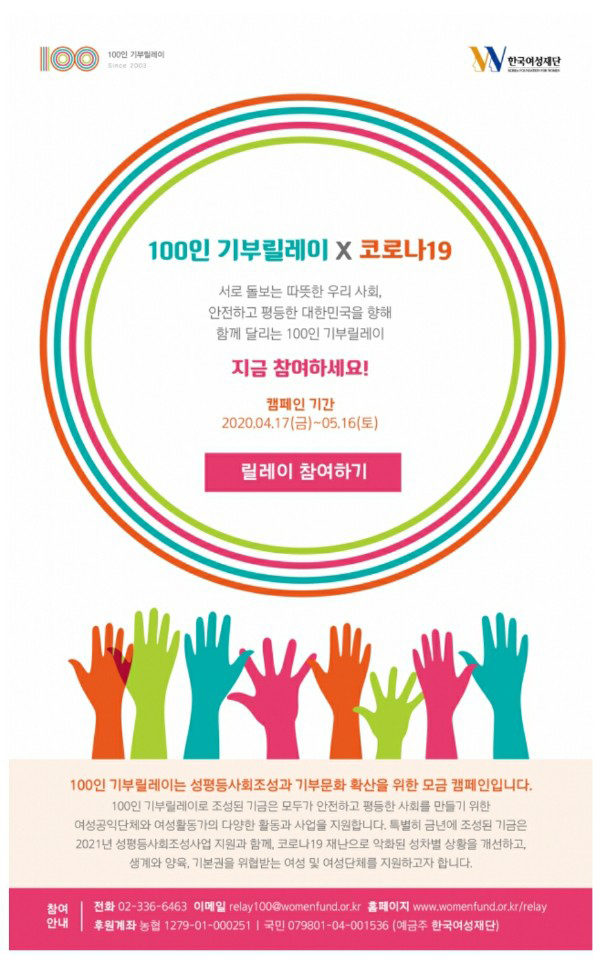 100 100인 기부릴레이
Since 2003
한국여성재단
KOREA FOUNDATION FOR WOMEN
100인 기부릴레이 X 코로나19
서로 돌보는 따뜻한 우리 사회,
안전하고 평등한 대한민국을 향해
함께 달리는 100인 기부릴레이
지금 참여하세요!
캠페인 기간
2020.04.17(금)~05.16(토)
릴레이 참여하기
100인 기부릴레이는 성평등사회조성과 기부문화 확산을 위한 모금 캠페인입니다.
100인 기부릴레이로 조성된 기금은 모두가 안전하고 평등한 사회를 만들기 위한
여성공익단체와 여성활동가의 다양한 활동과 사업을 지원합니다. 특별히 금년에 조성된 기금은
2021년 성평등사회조성사업 지원과 함께, 코로나19 재난으로 악화된 성차별 상황을 개선하고,
생계와 양육, 기본권을 위협받는 여성 및 여성단체를 지원하고자 합니다.
참여
안내
전화 02-336-6463 이메일 relay100@womenfund.or.kr 홈페이지 www.womenfund.or.kr/relay
후원계좌 농협 1279-01-000251 | 국민 079801-04-001536 (예금주 한국여성재단)